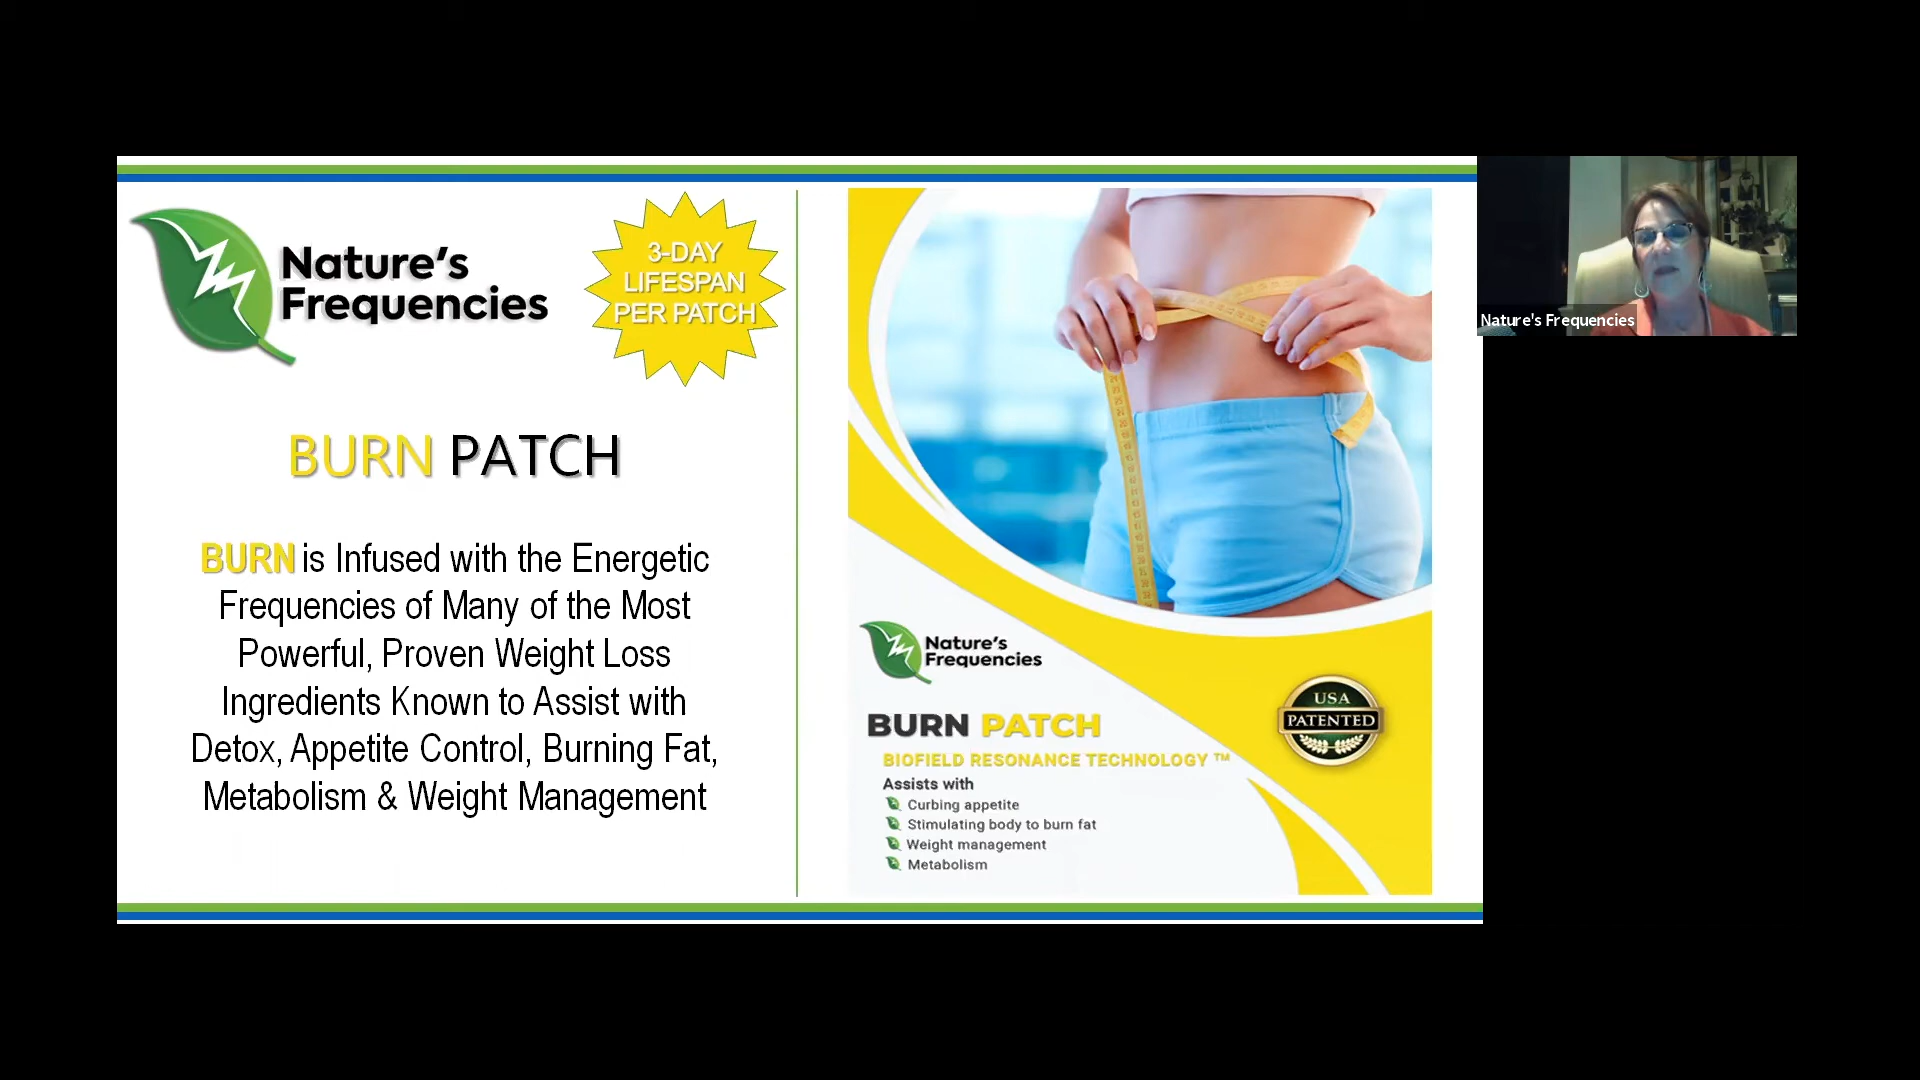 Nature's
Frequencies
3-DAY
LIFESPAN
PER PATCH
BURN PATCH
BURN is Infused with the Energetic
Frequencies of Many of the Most
Powerful, Proven Weight Loss
Ingredients Known to Assist with
Detox, Appetite Control, Burning Fat,
Metabolism & Weight Management
Nature's
Frequencies
BURN PATCH
BIOFIELD RESONANCE TECHNOLOGY ™
Assists with
Curbing appetite
Stimulating body to burn fat
Weight management
Metabolism
USA
PATENTED
Nature's Frequencies